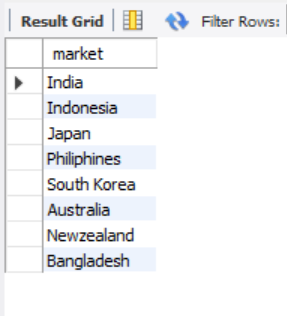 Result Grid Filter Rows:
market
India
Indonesia
Japan
Philiphines
South Korea
Australia
Newzealand
Bangladesh